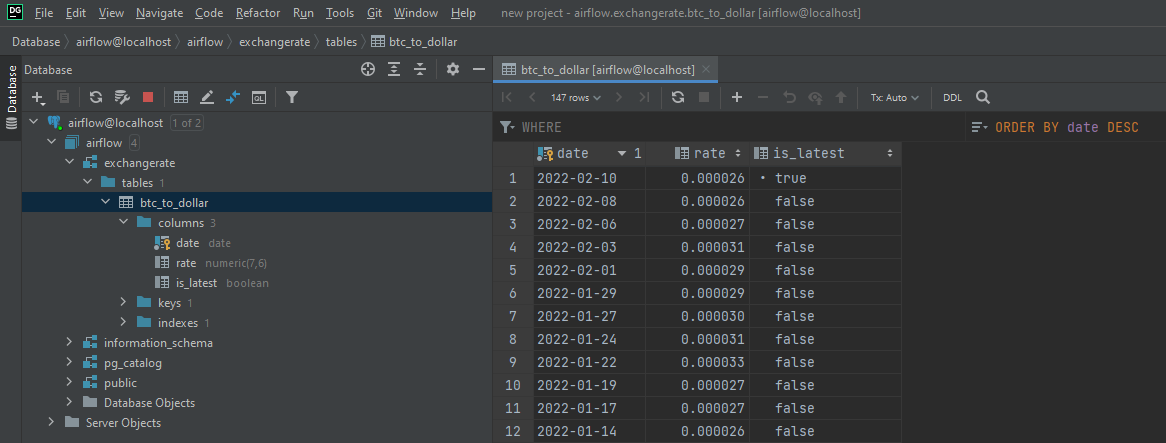 DG File Edit View Navigate Code Refactor Run Tools Git Window Help new project - airflow.exchangerate.btc_to_dollar [airflow@localhost]
Database airflow@localhost airflow exchangerate tables btc_to_dollar
Database
Database
btc_to_dollar [airflow@localhost]
QL
147 rows
Tx: Auto
DDL
airflow@localhost 1 of 2
airflow 4
exchangerate
tables 1
btc_to_dollar
columns 3
date date
rate numeric(7,6)
is_latest boolean
keys 1
indexes 1
information_schema
pg_catalog
public
Database Objects
Server Objects
WHERE
ORDER BY date DESC
date 1 rate is_latest
1 2022-02-10 0.000026 • true
2 2022-02-08 0.000026 false
3 2022-02-06 0.000027 false
4 2022-02-03 0.000031 false
5 2022-02-01 0.000029 false
6 2022-01-29 0.000029 false
7 2022-01-27 0.000030 false
8 2022-01-24 0.000031 false
9 2022-01-22 0.000033 false
10 2022-01-19 0.000027 false
11 2022-01-17 0.000027 false
12 2022-01-14 0.000026 false